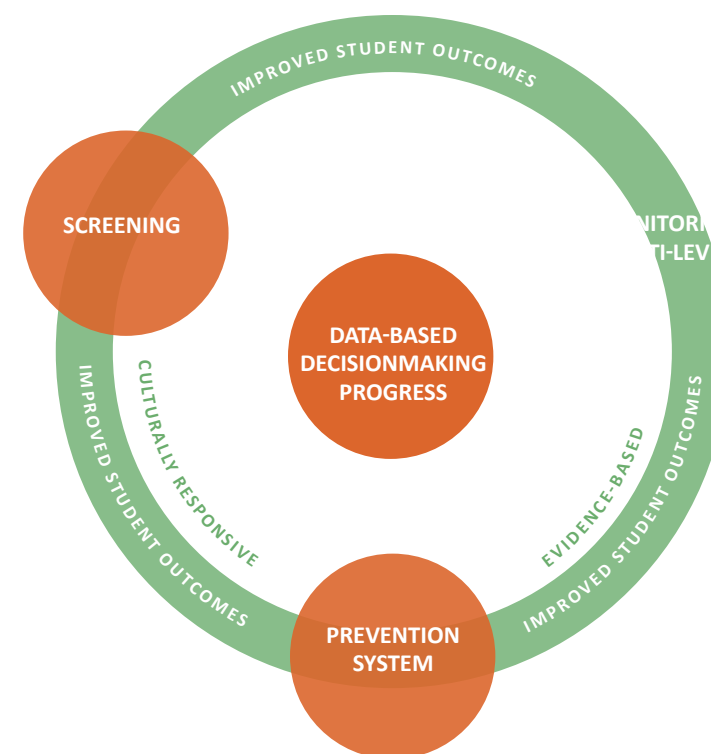 IMPROVED STUDENT OUTCOMES
SCREENING
DATA-BASED
DECISIONMAKING
PROGRESS
CULTURALLY RESPONSIVE
EVIDENCE-BASED
IMPROVED STUDENT OUTCOMES
IMPROVED STUDENT OUTCOMES
PREVENTION
SYSTEM